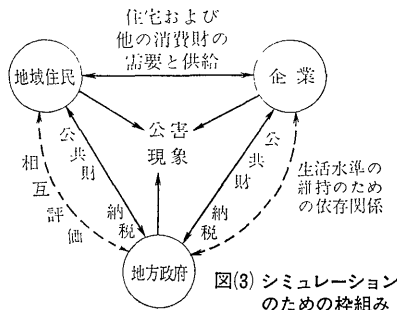 住宅および
他の消費財の
需要と供給
地域住民
企業
公害
現象
公共財
納税
公共財
納税
相互評価
生活水準の
維持のため
の依存関係
地方政府
図(3) シミュレーション
のための枠組み